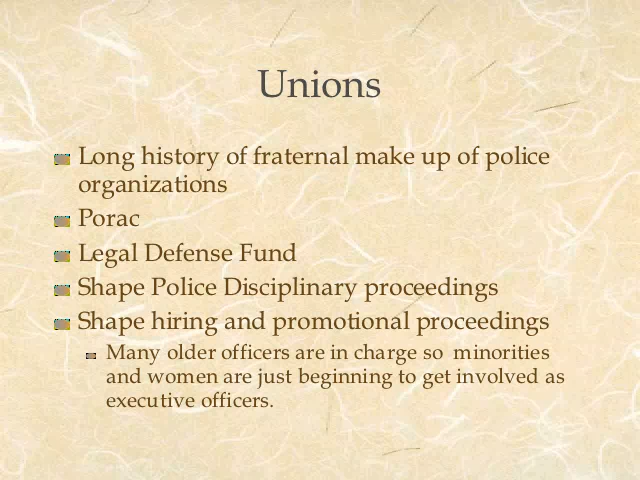 Unions
Long history of fraternal make up of police
organizations
Porac
Legal Defense Fund
Shape Police Disciplinary proceedings
Shape hiring and promotional proceedings
Many older officers are in charge so minorities
and women are just beginning to get involved as
executive officers.